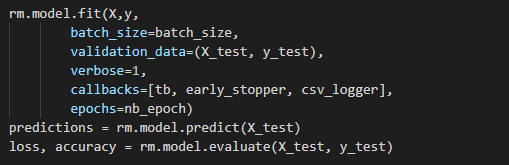 rm.model.fit(X,y,
batch_size=batch_size,
validation_data=(X_test, y_test),
verbose=1,
callbacks=[tb, early_stopper, csv_logger],
epochs=nb_epoch)
predictions = rm.model.predict(X_test)
loss, accuracy = rm.model.evaluate(X_test, y_test)